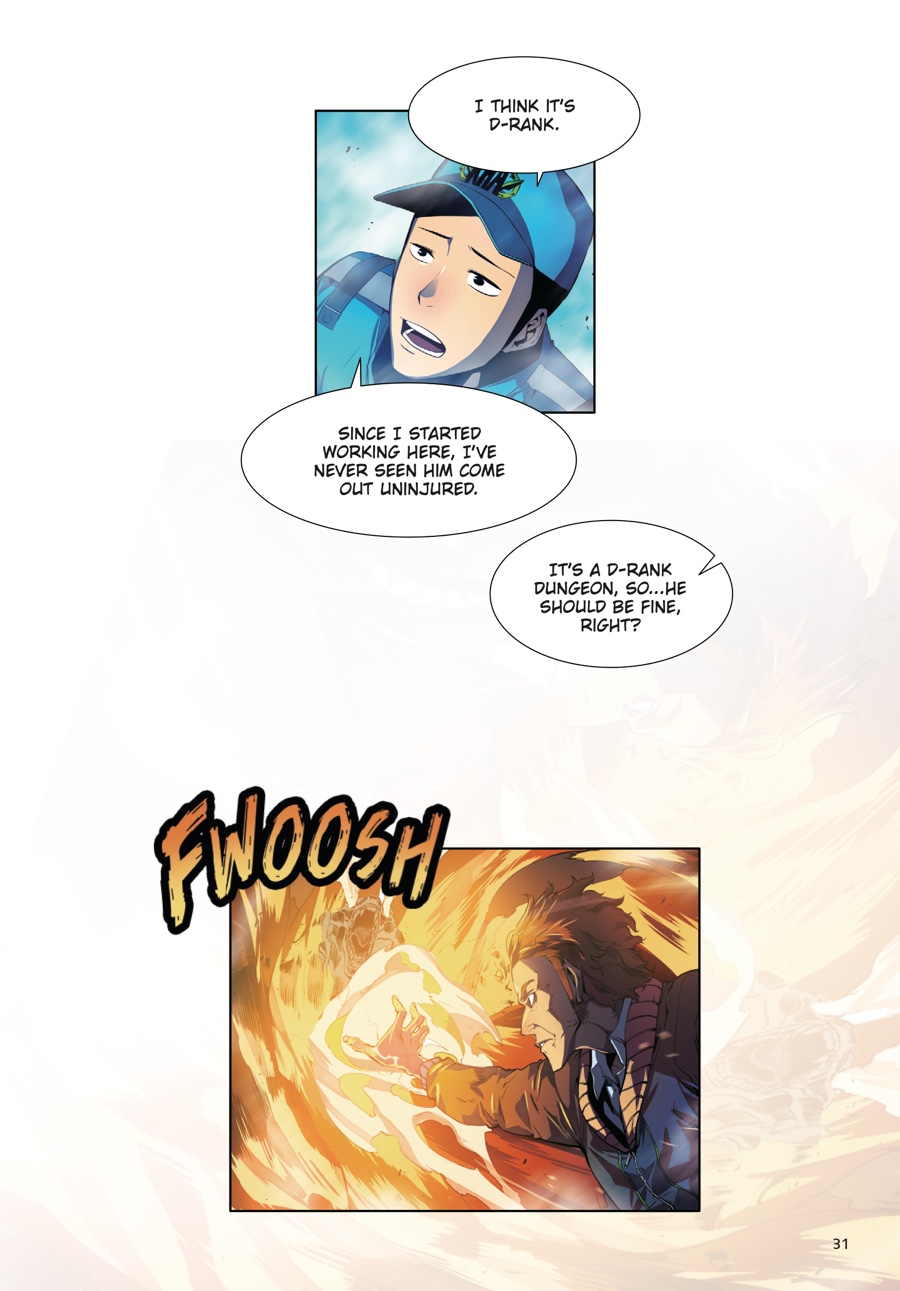 I THINK IT'S
D-RANK.
SINCE I STARTED
WORKING HERE, I'VE
NEVER SEEN HIM COME
OUT UNINJURED.
IT'S A D-RANK
DUNGEON, SO...HE
SHOULD BE FINE,
RIGHT?
FWOOSH
31